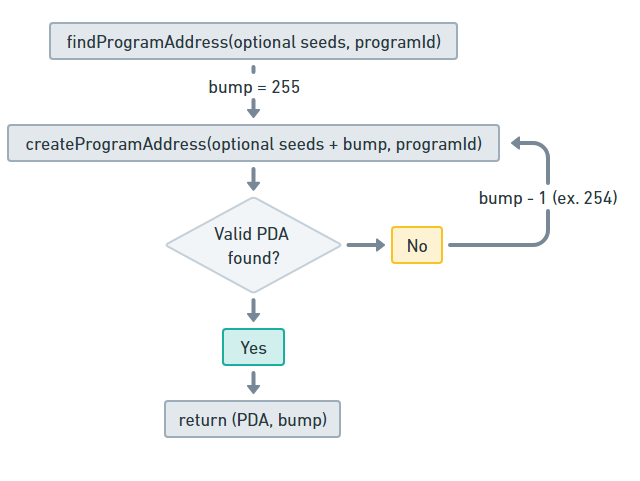 findProgramAddress(optional seeds, programId)
bump = 255
createProgramAddress(optional seeds + bump, programId)
bump - 1 (ex. 254)
Valid PDA
found?
No
Yes
return (PDA, bump)